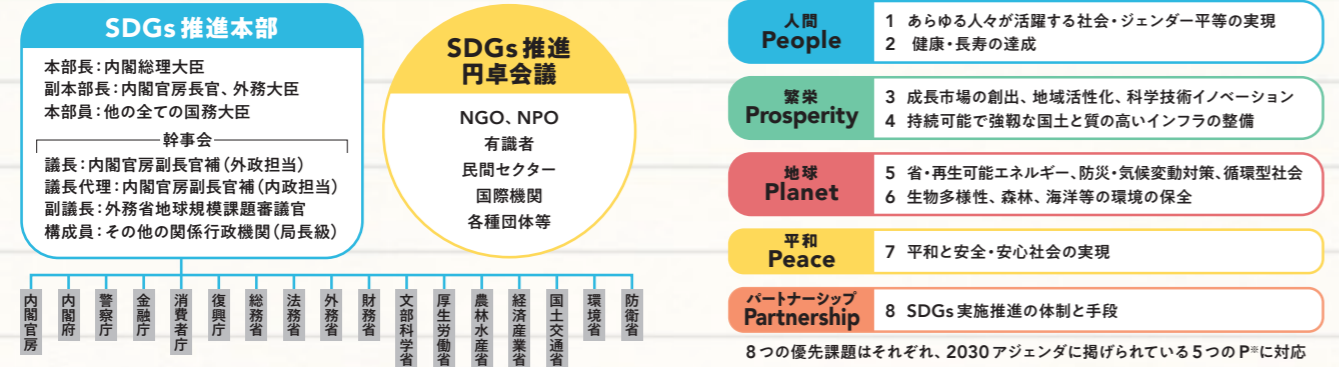 SDGs推進本部
本部長:内閣総理大臣
副本部長:内閣官房長官、外務大臣
本部員:他の全ての国務大臣
幹事会
議長:内閣官房副長官補(外政担当)
議長代理:内閣官房副長官補(内政担当)
副議長:外務省地球規模課題審議官
構成員:その他の関係行政機関(局長級)
内閣官房
内閣府
警察庁
金融庁
消費者庁
復興庁
総務省
法務省
外務省
財務省
文部科学省
厚生労働省
農林水産省
経済産業省
国土交通省
環境省
防衛省
SDGs推進
円卓会議
NGO、NPO
有識者
民間セクター
国際機関
各種団体等
人間
People
1 あらゆる人々が活躍する社会・ジェンダー平等の実現
2 健康・長寿の達成
繁栄
Prosperity
3 成長市場の創出、地域活性化、科学技術イノベーション
4 持続可能で強靱な国土と質の高いインフラの整備
地球
Planet
5 省・再生可能エネルギー、防災・気候変動対策、循環型社会
6 生物多様性、森林、海洋等の環境の保全
平和
Peace
7 平和と安全・安心社会の実現
パートナーシップ
Partnership
8 SDGs実施推進の体制と手段
8つの優先課題はそれぞれ、2030アジェンダに掲げられている5つのP※に対応